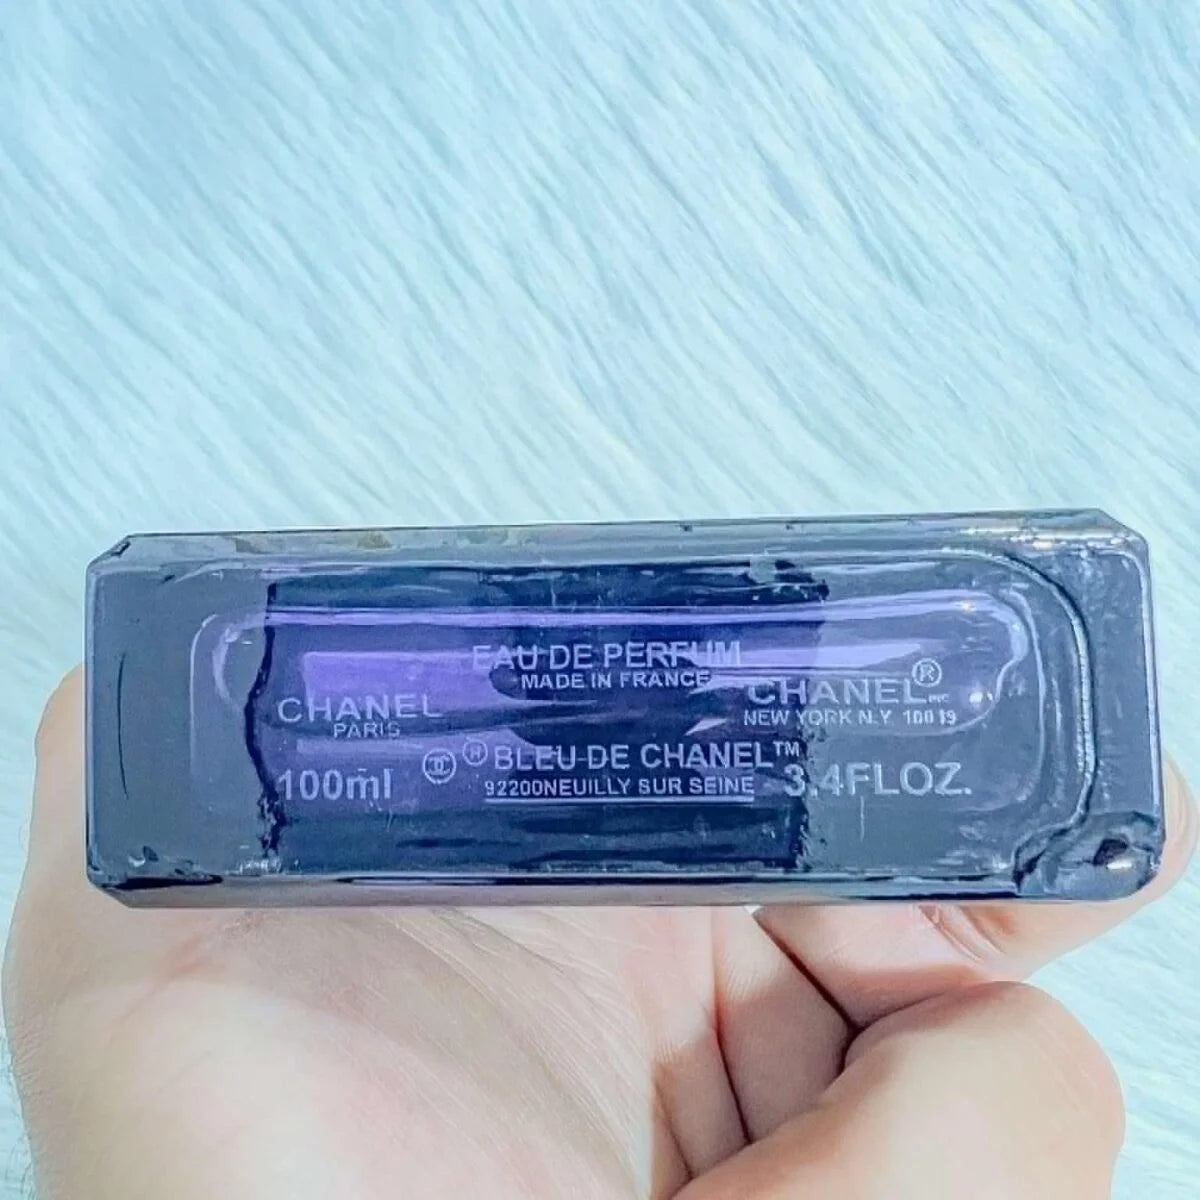 EAU DE PERFUM
MADE IN FRANCE
CHANEL
PARIS
CHANEL® INC
NEW YORK N.Y 10019
® BLEU DE CHANEL™
92200NEUILLY SUR SEINE
100ml
3.4FLOZ.